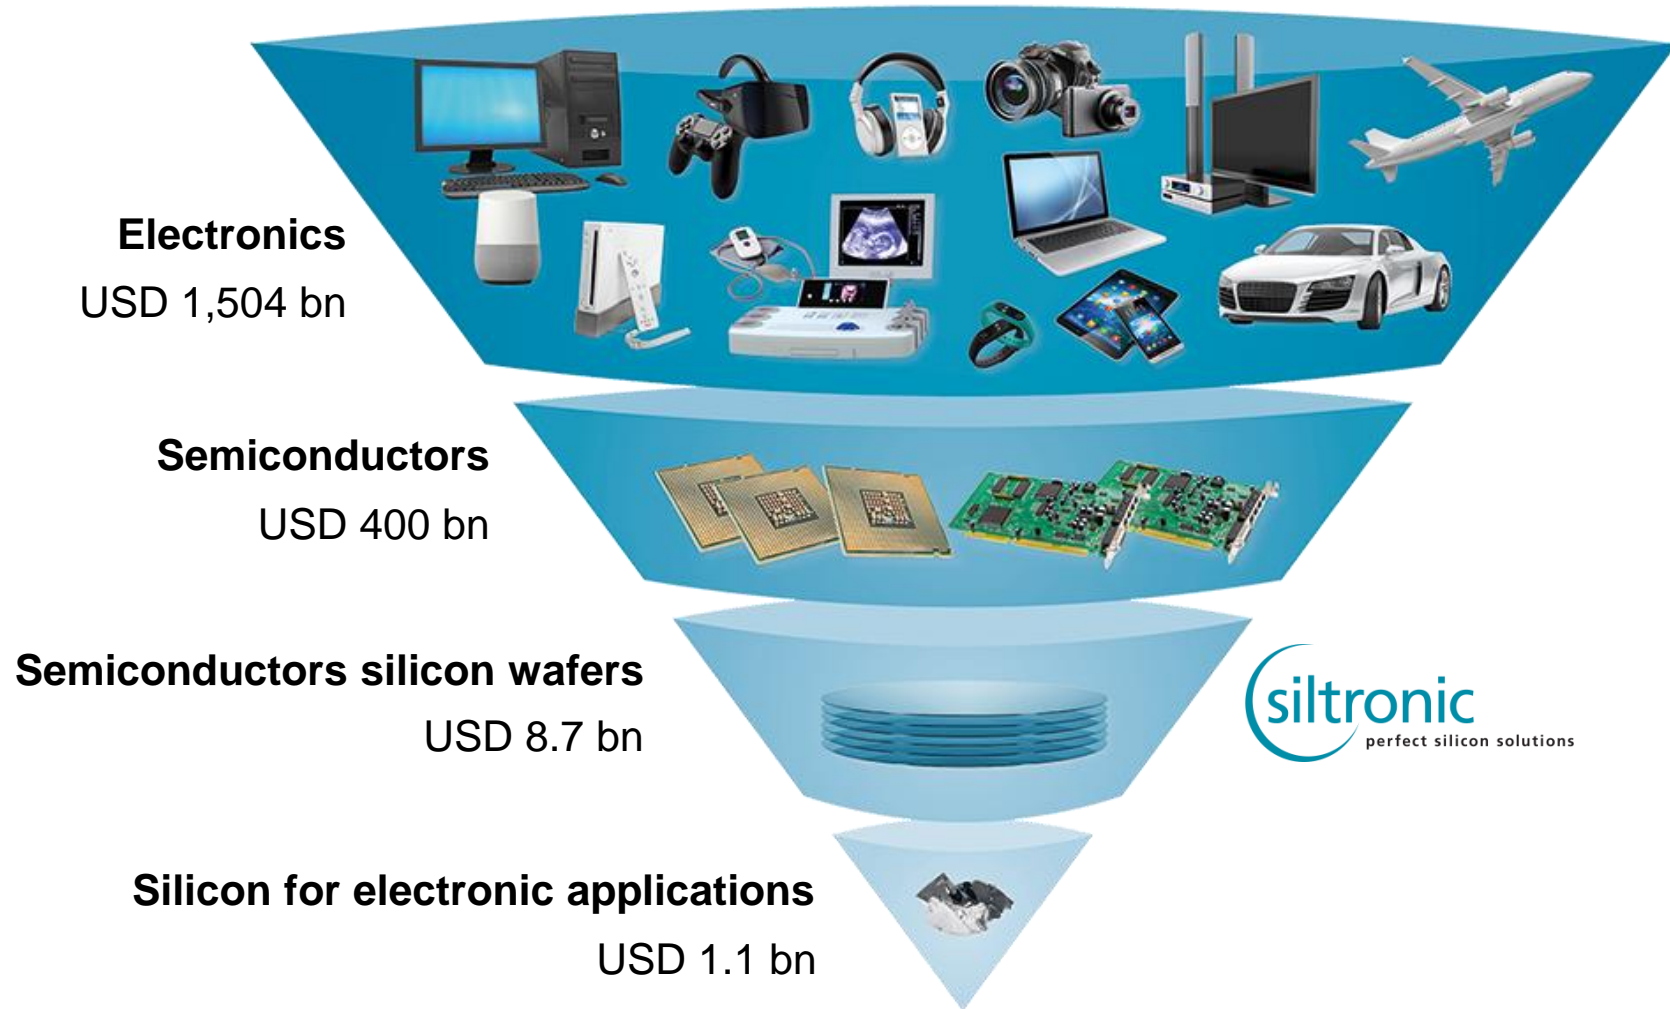 Electronics
USD 1,504 bn
Semiconductors
USD 400 bn
Semiconductors silicon wafers
USD 8.7 bn
siltronic
perfect silicon solutions
Silicon for electronic applications
USD 1.1 bn